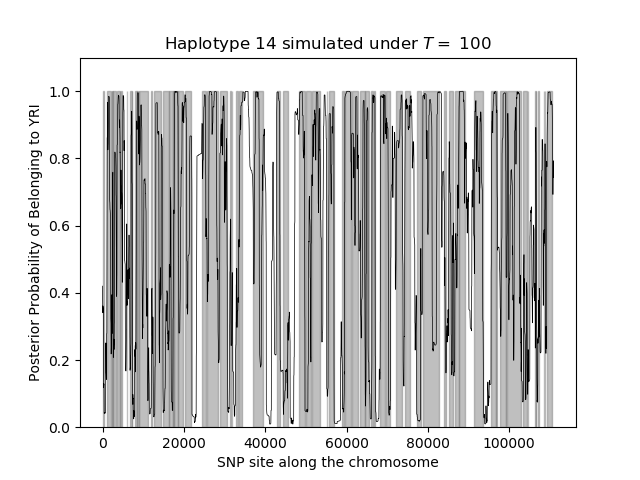 Haplotype 14 simulated under T = 100
Posterior Probability of Belonging to YRI
1.0
0.8
0.6
0.4
0.2
0.0
0 20000 40000 60000 80000 100000
SNP site along the chromosome